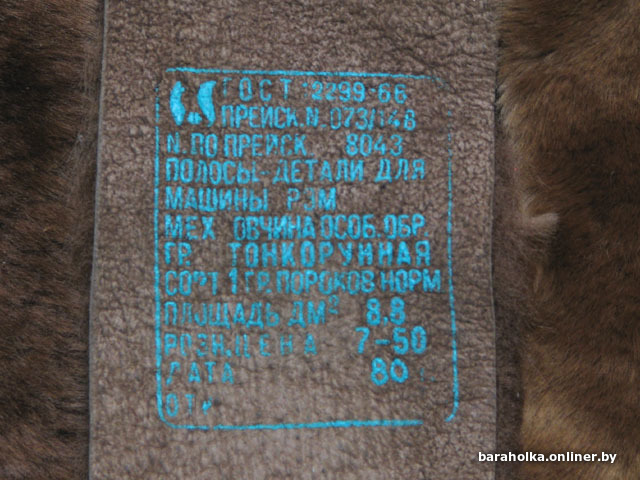 ГОСТ 12299-66
ПРЕЙСК.N.073/148
N.ПО ПРЕЙСК. 8043
ПОЛОСЫ-ДЕТАЛИ ДЛЯ
МАШИНЫ РЭМ
МЕХ ОВЧИНА ОСОБ.ОБР.
ГР. ТОНКОРУННАЯ
СОРТ 1.ГР.ПОРОКОВ НОРМ
ПЛОЩАДЬ ДМ² 8.8
РОЗН.ЦЕНА 7-50
ДАТА 80
baraholka.onliner.by